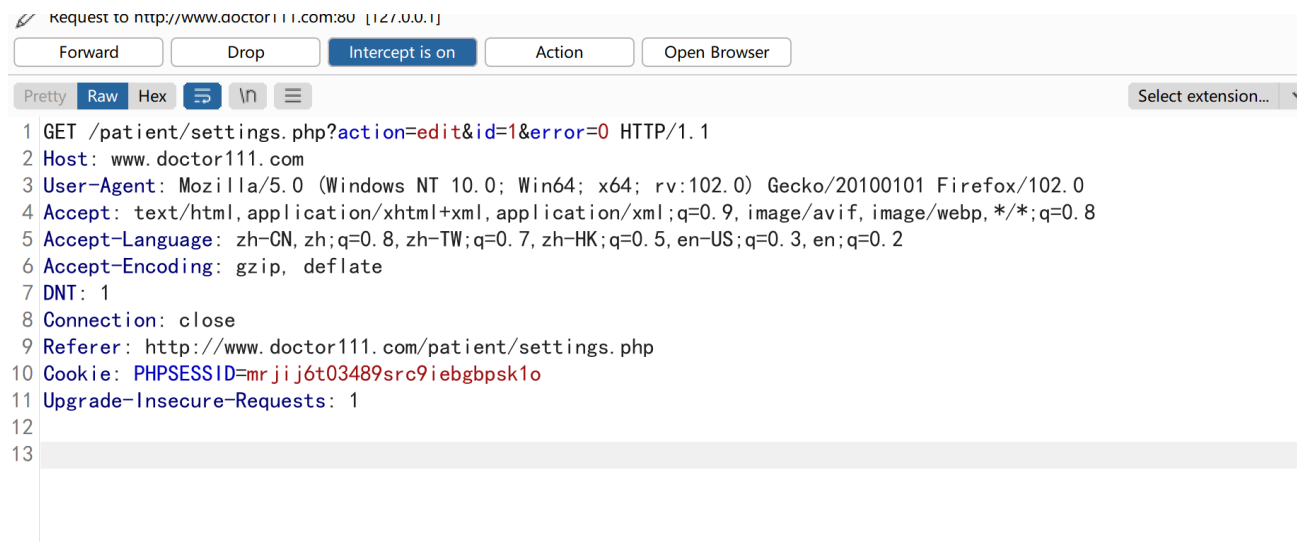 Request to http://www.doctor111.com:80 [127.0.0.1]
Forward Drop Intercept is on Action Open Browser
Pretty Raw Hex \n Select extension...
1 GET /patient/settings.php?action=edit&id=1&error=0 HTTP/1.1
2 Host: www.doctor111.com
3 User-Agent: Mozilla/5.0 (Windows NT 10.0; Win64; x64; rv:102.0) Gecko/20100101 Firefox/102.0
4 Accept: text/html,application/xhtml+xml,application/xml;q=0.9,image/avif,image/webp,*/*;q=0.8
5 Accept-Language: zh-CN,zh;q=0.8,zh-TW;q=0.7,zh-HK;q=0.5,en-US;q=0.3,en;q=0.2
6 Accept-Encoding: gzip, deflate
7 DNT: 1
8 Connection: close
9 Referer: http://www.doctor111.com/patient/settings.php
10 Cookie: PHPSESSID=mrjij6t03489src9iebgbpsk1o
11 Upgrade-Insecure-Requests: 1
12
13